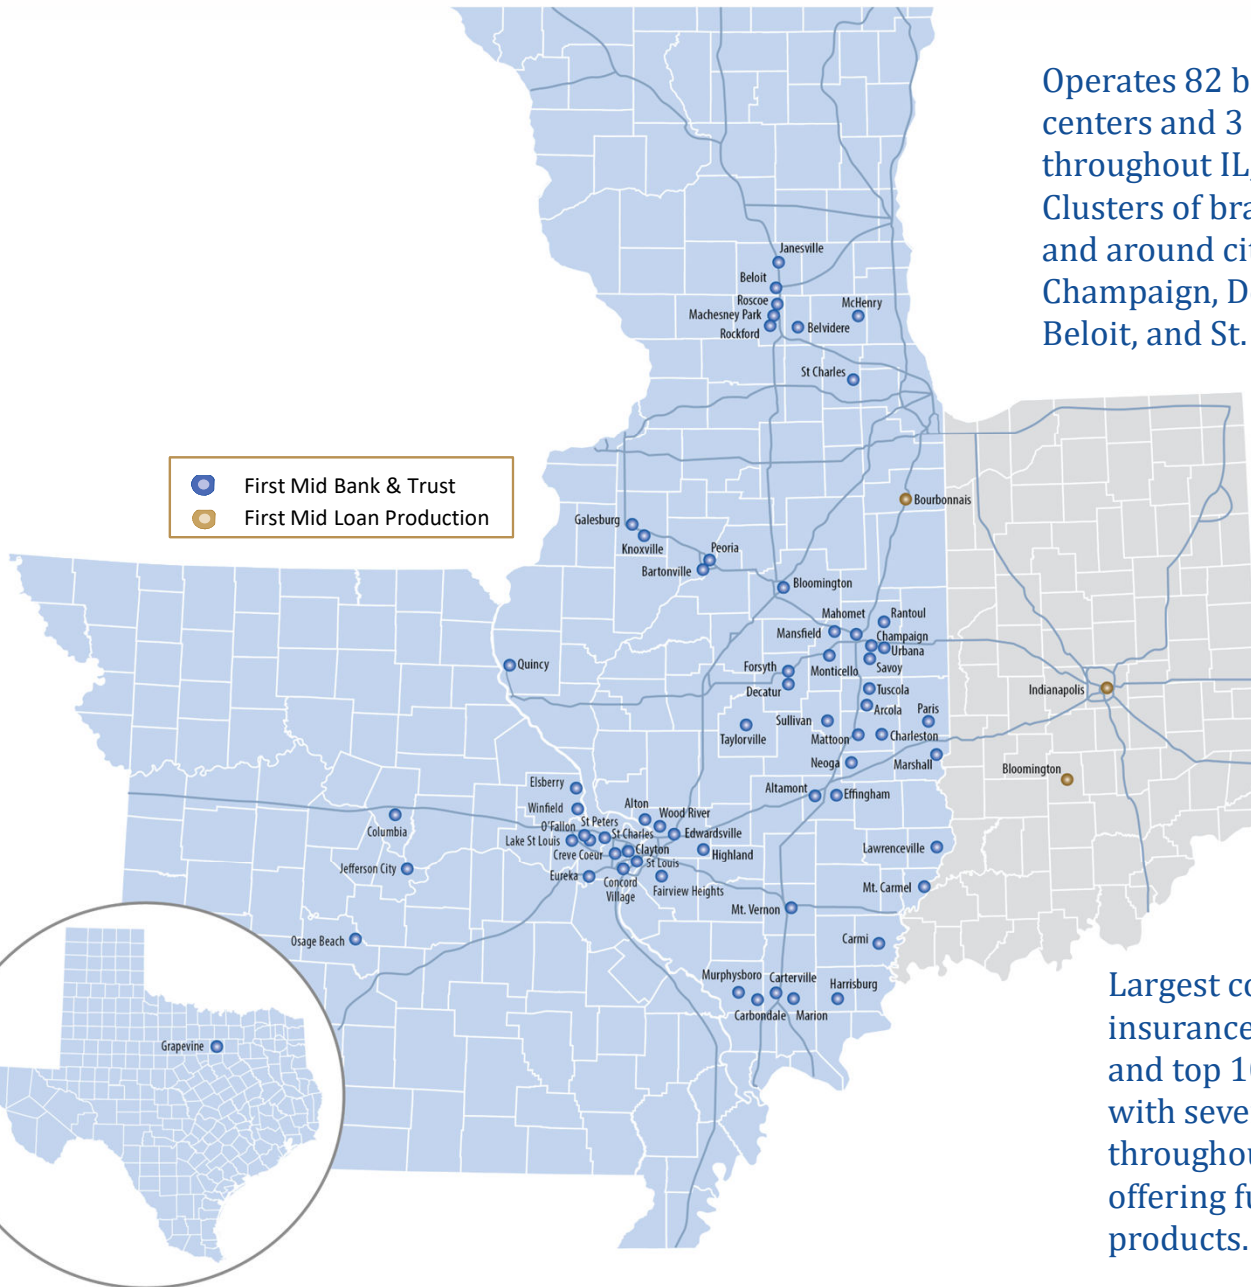 Operates 82 b
centers and 3
throughout IL,
Clusters of bra
and around cit
Champaign, D
Beloit, and St.
Janesville
Beloit
Roscoe
McHenry
Machesney Park
Rockford
Belvidere
St Charles
First Mid Bank & Trust
First Mid Loan Production
Bourbonnais
Galesburg
Knoxville
Peoria
Bartonville
Bloomington
Mahomet
Rantoul
Mansfield
Champaign
Urbana
Quincy
Forsyth
Monticello
Savoy
Decatur
Tuscola
Indianapolis
Arcola
Paris
Sullivan
Taylorville
Mattoon
Charleston
Neoga
Marshall
Bloomington
Elsberry
Altamont
Effingham
Winfield
Alton
Wood River
O'Fallon
St Peters
Columbia
Lake St Louis
St Charles
Edwardsville
Creve Coeur
Clayton
Highland
Lawrenceville
St Louis
Jefferson City
Eureka
Concord
Village
Fairview Heights
Mt. Carmel
Mt. Vernon
Osage Beach
Carmi
Murphysboro
Carterville
Harrisburg
Carbondale
Marion
Grapevine
Largest co
insurance
and top 10
with seve
throughou
offering fu
products.